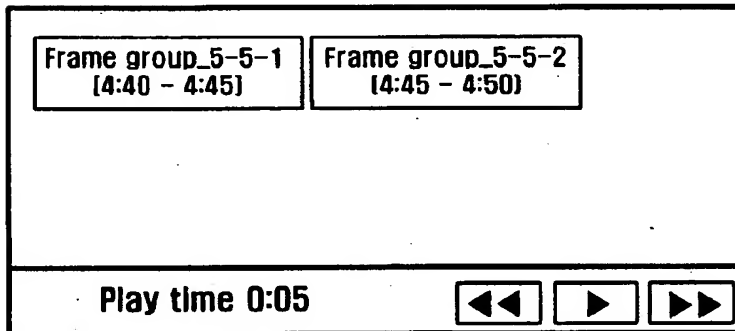 Frame group_5-5-1
(4:40 - 4:45)
Frame group_5-5-2
(4:45 - 4:50)
Play time 0:05